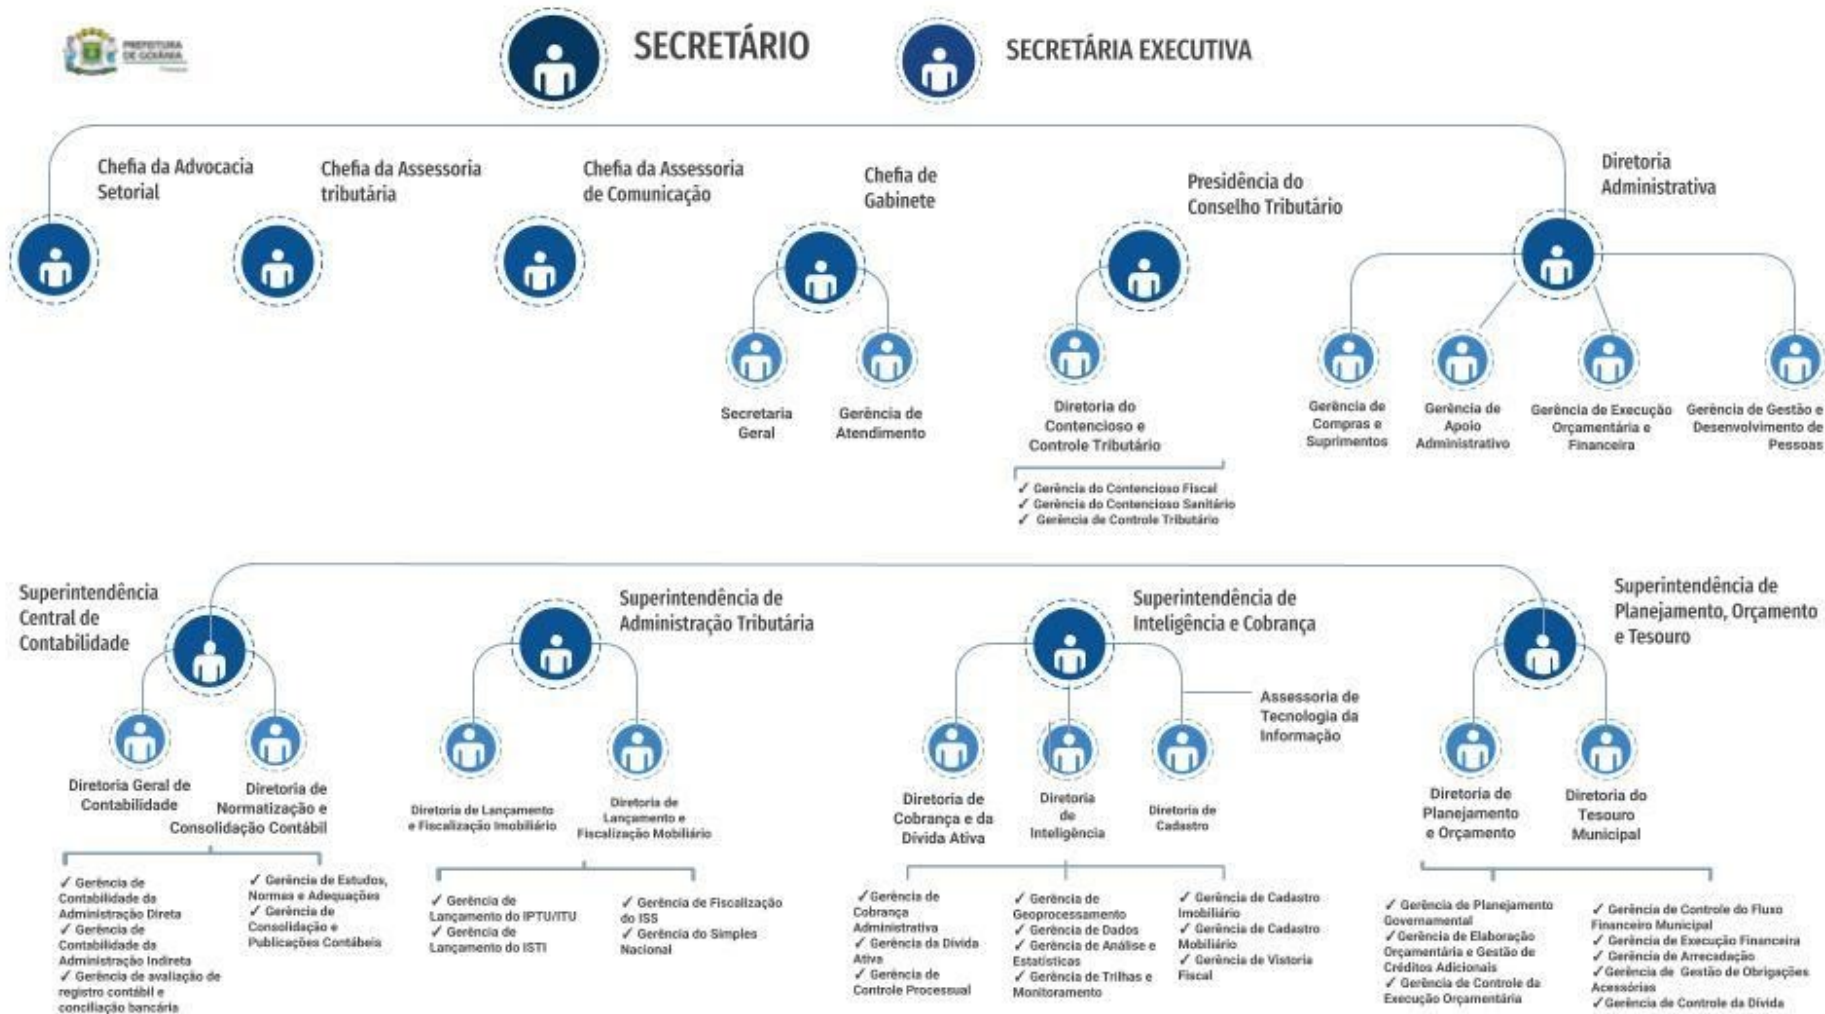 PREFEITURA
DE GOIÂNIA
SECRETÁRIO
SECRETÁRIA EXECUTIVA
Chefia da Advocacia
Setorial
Chefia da Assessoria
tributária
Chefia da Assessoria
de Comunicação
Chefia de
Gabinete
Presidência do
Conselho Tributário
Diretoria
Administrativa
Secretaria
Geral
Gerência de
Atendimento
Diretoria do
Contencioso e
Controle Tributário
✓ Gerência do Contencioso Fiscal
✓ Gerência do Contencioso Sanitário
✓ Gerência de Controle Tributário
Gerência de
Compras e
Suprimentos
Gerência de
Apoio
Administrativo
Gerência de Execução
Orçamentária e
Financeira
Gerência de Gestão e
Desenvolvimento de
Pessoas
Superintendência
Central de
Contabilidade
Superintendência de
Administração Tributária
Superintendência de
Inteligência e Cobrança
Superintendência de
Planejamento, Orçamento
e Tesouro
Assessoria de
Tecnologia da
Informação
Diretoria Geral de
Contabilidade
Diretoria de
Normatização e
Consolidação Contábil
Diretoria de Lançamento
e Fiscalização Imobiliário
Diretoria de
Lançamento e
Fiscalização Mobiliário
Diretoria de
Cobrança e da
Dívida Ativa
Diretoria
de
Inteligência
Diretoria de
Cadastro
Diretoria de
Planejamento
e Orçamento
Diretoria do
Tesouro
Municipal
✓ Gerência de
Contabilidade da
Administração Direta
✓ Gerência de
Contabilidade da
Administração Indireta
✓ Gerência de avaliação de
registro contábil e
conciliação bancária
✓ Gerência de Estudos,
Normas e Adequações
✓ Gerência de
Consolidação e
Publicações Contábeis
✓ Gerência de
Lançamento do IPTU/ITU
✓ Gerência de
Lançamento do ISTI
✓ Gerência de Fiscalização
do ISS
✓ Gerência do Simples
Nacional
✓Gerência de
Cobrança
Administrativa
✓ Gerência da Dívida
Ativa
✓ Gerência de
Controle Processual
✓ Gerência de
Geoprocessamento
✓ Gerência de Dados
✓ Gerência de Análise e
Estatísticas
✓ Gerência de Trilhas e
Monitoramento
✓ Gerência de Cadastro
Imobiliário
✓ Gerência de Cadastro
Mobiliário
✓ Gerência de Vistoria
Fiscal
✓ Gerência de Planejamento
Governamental
✓Gerência de Elaboração
Orçamentária e Gestão de
Créditos Adicionais
✓ Gerência de Controle da
Execução Orçamentária
✓ Gerência de Controle do Fluxo
Financeiro Municipal
✓ Gerência de Execução Financeira
✓ Gerência de Arrecadação
✓Gerência de Gestão de Obrigações
Acessórias
✓Gerência de Controle da Dívida